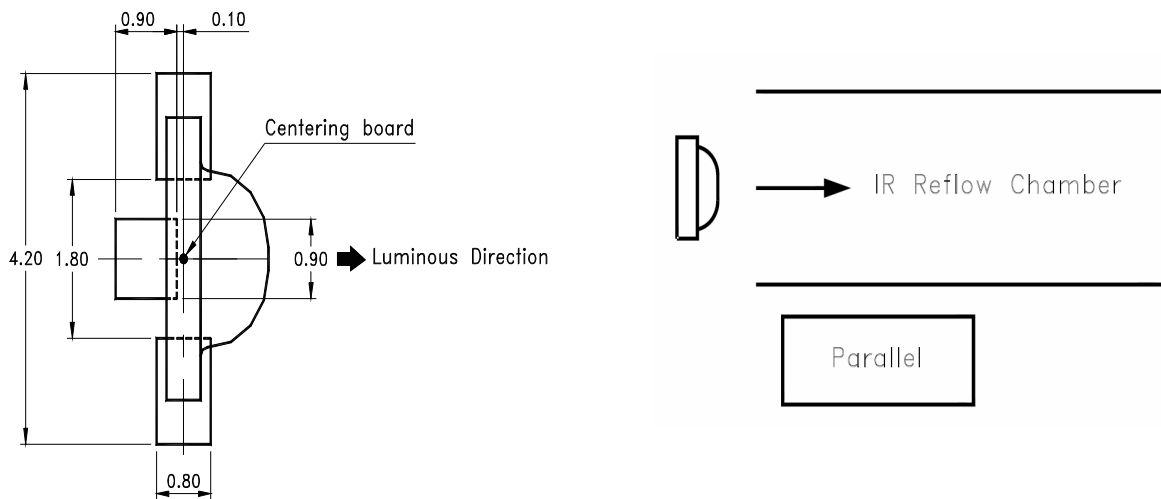 0.90 0.10
Centering board
4.20 1.80 0.90 Luminous Direction
0.80
IR Reflow Chamber
Parallel